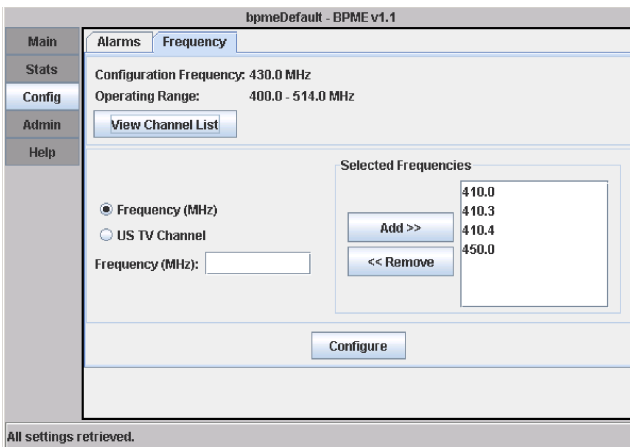 bpmeDefault - BPME v1.1
Main
Stats
Config
Admin
Help
Alarms Frequency
Configuration Frequency: 430.0 MHz
Operating Range: 400.0 - 514.0 MHz
View Channel List
Selected Frequencies
Frequency (MHz)
US TV Channel
Frequency (MHz):
Add >>
<< Remove
410.0
410.3
410.4
450.0
Configure
All settings retrieved.